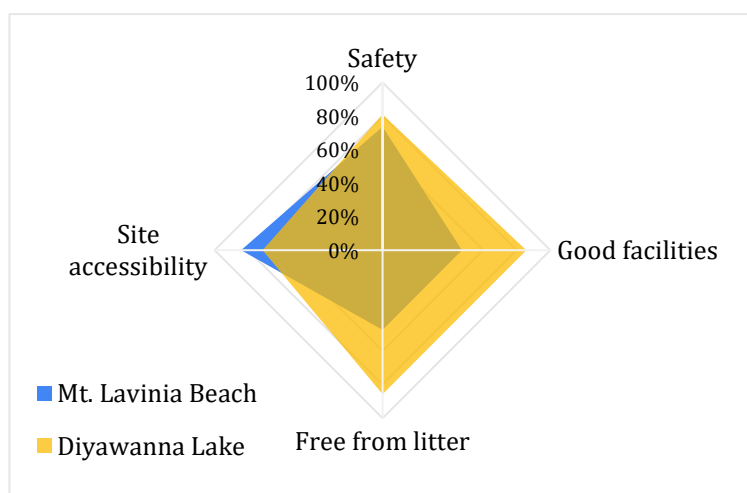 Safety
100%
80%
60%
40%
20%
0%
Site
accessibility
Good facilities
Mt. Lavinia Beach
Diyawanna Lake
Free from litter